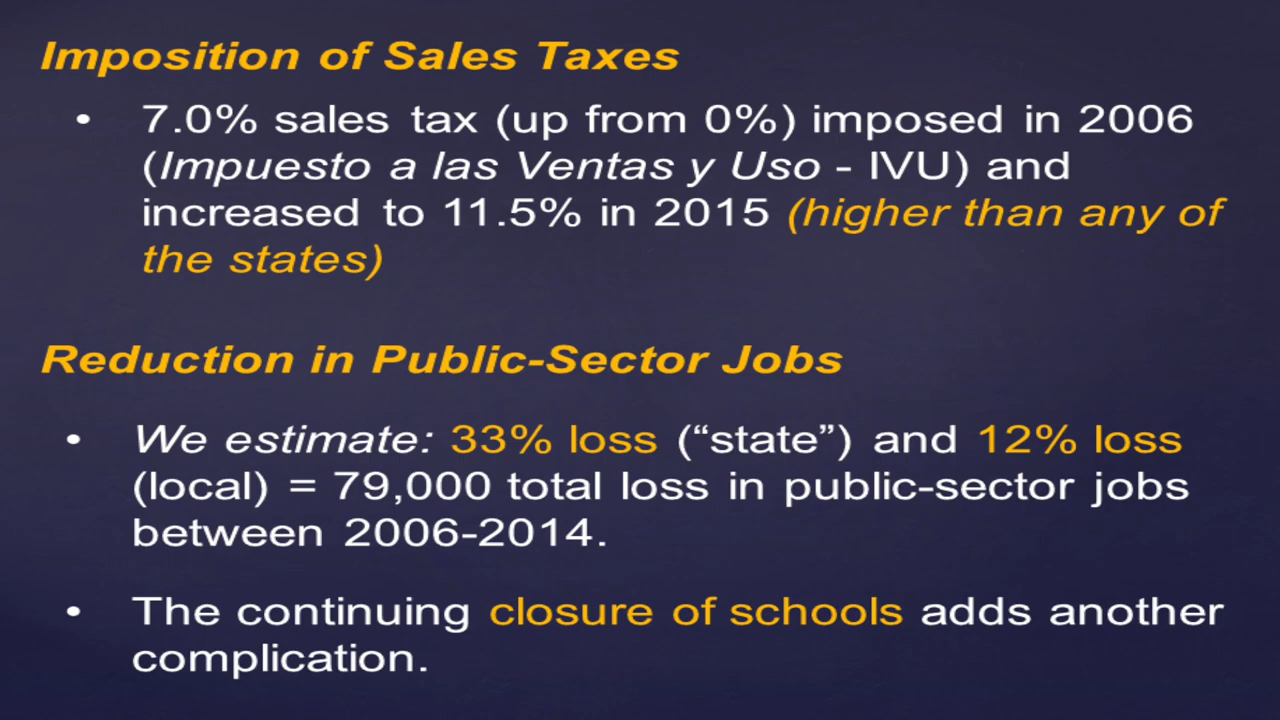 Imposition of Sales Taxes
• 7.0% sales tax (up from 0%) imposed in 2006
(Impuesto a las Ventas y Uso - IVU) and
increased to 11.5% in 2015 (higher than any of
the states)
Reduction in Public-Sector Jobs
• We estimate: 33% loss (“state”) and 12% loss
(local) = 79,000 total loss in public-sector jobs
between 2006-2014.
• The continuing closure of schools adds another
complication.